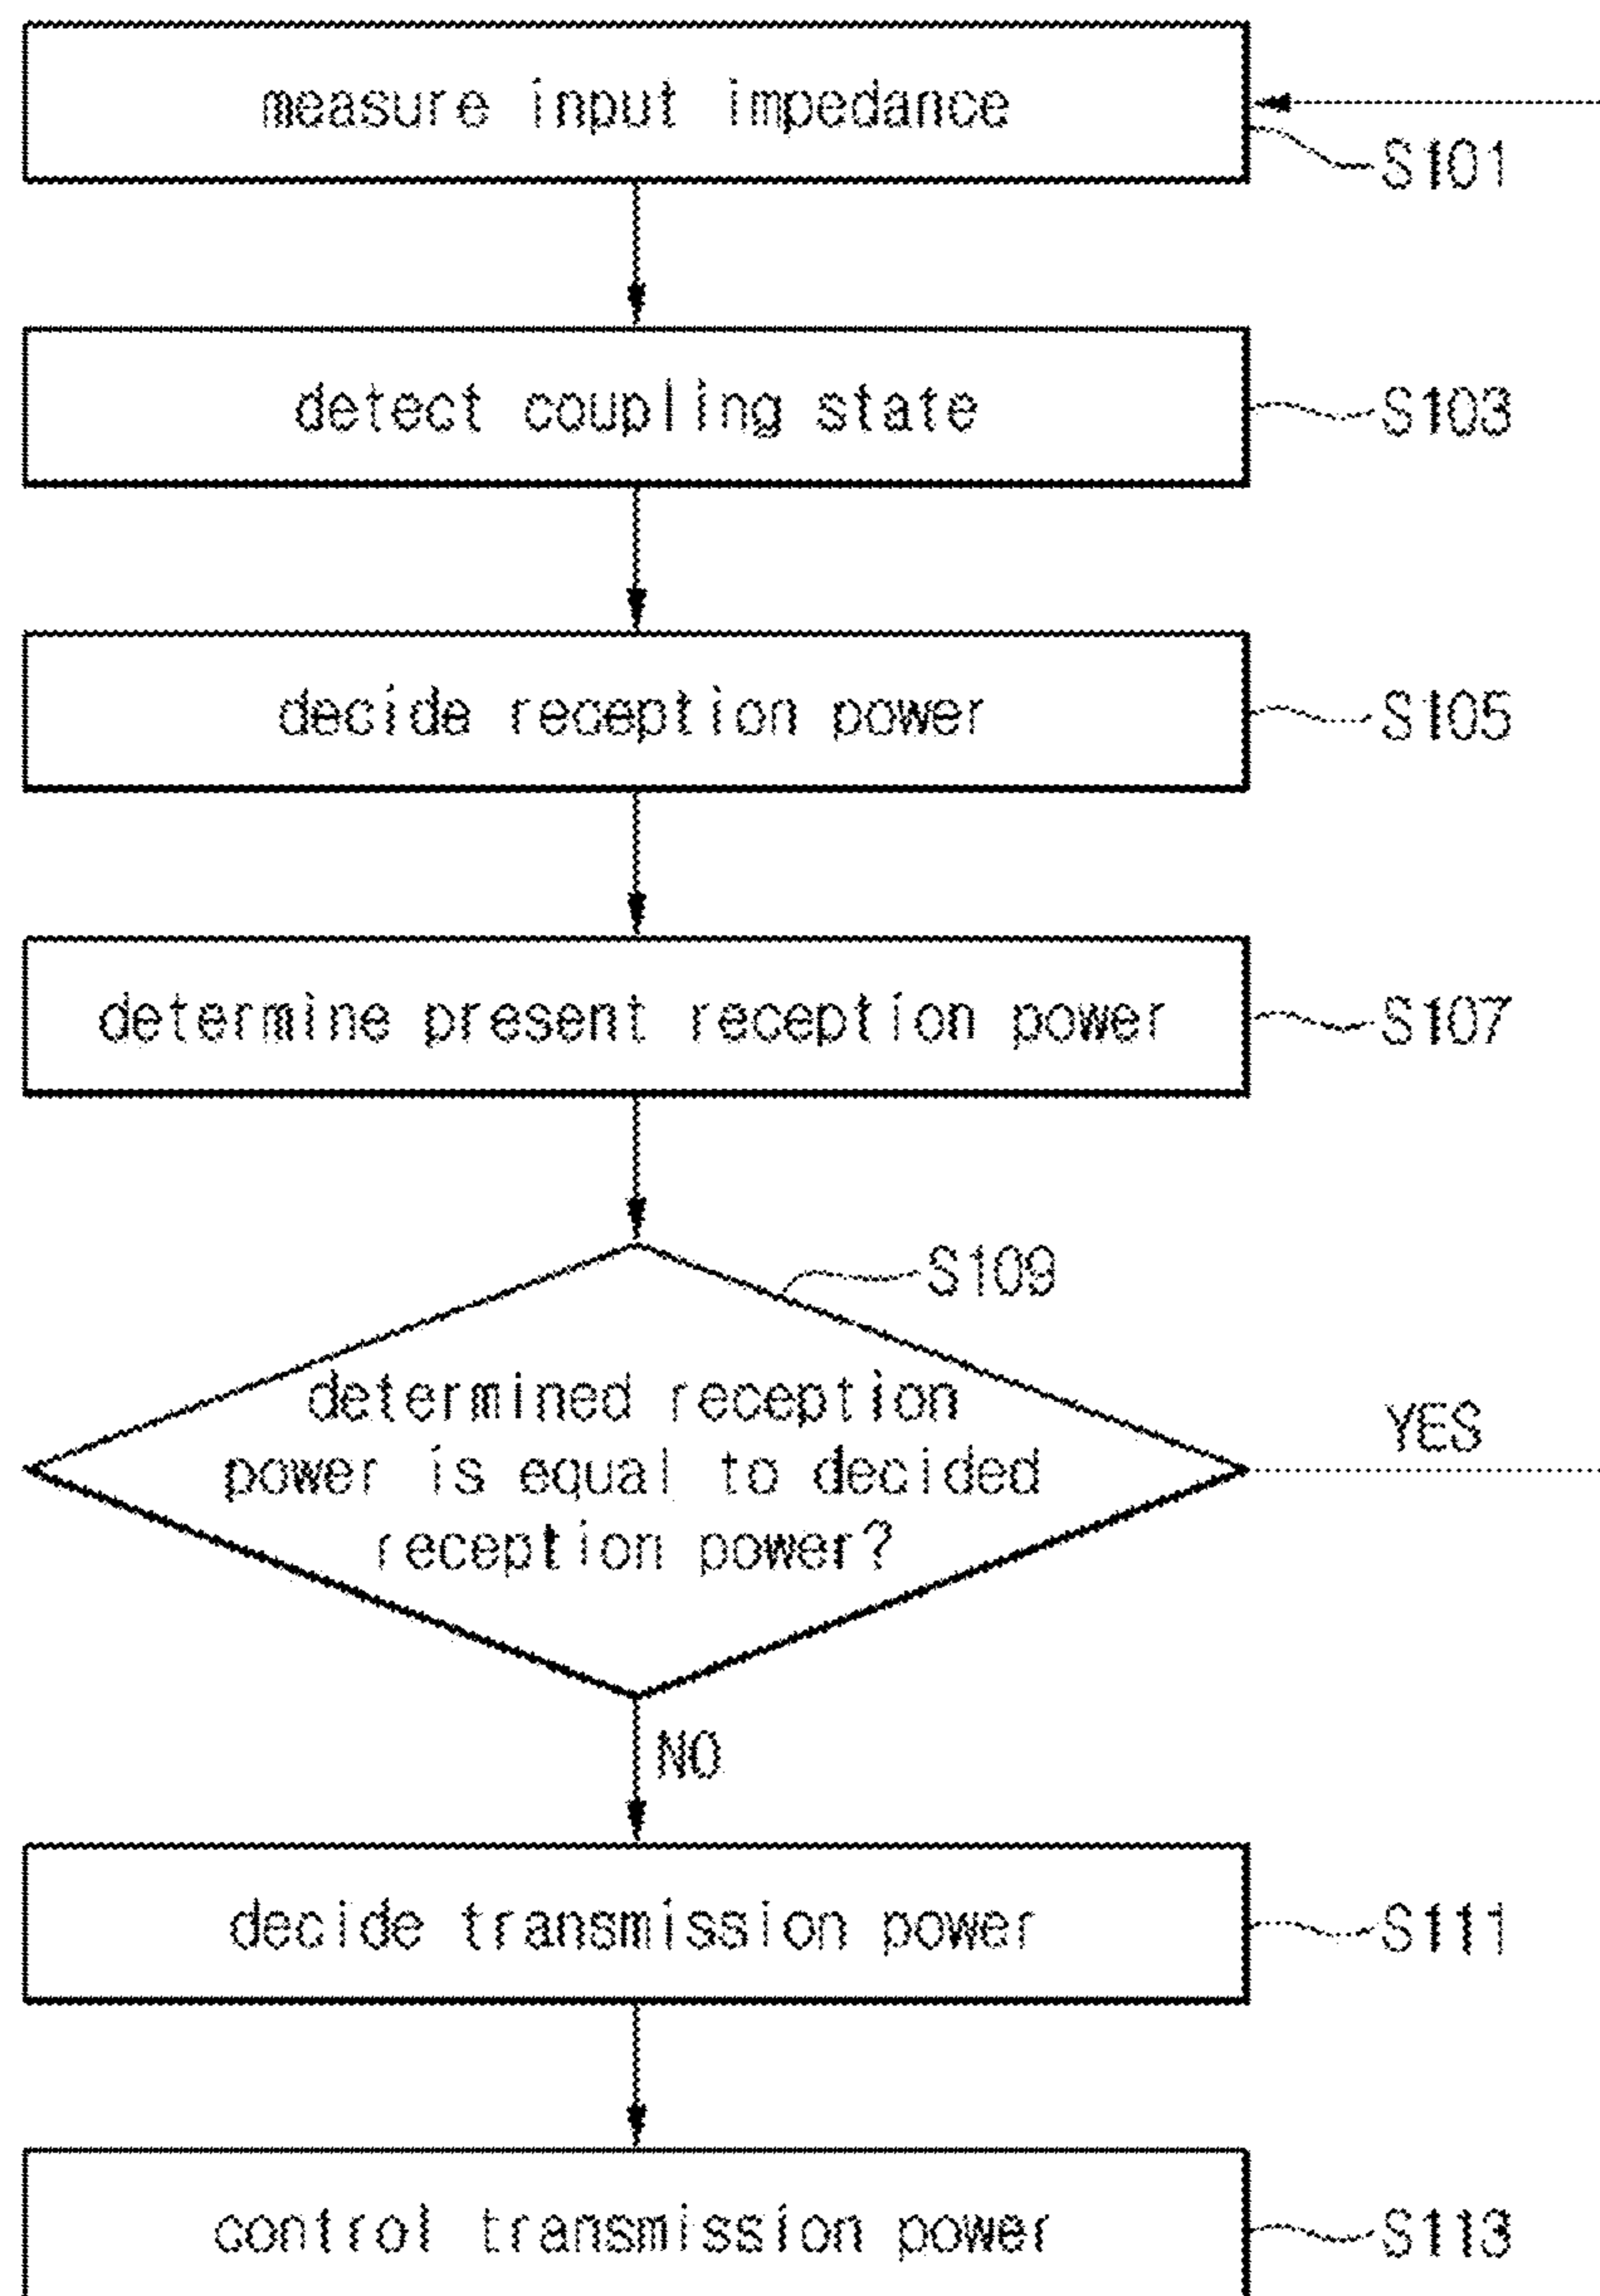 measure input impedance
S101
detect coupling state
S103
decide reception power
S105
determine present reception power
S107
S109
determined reception
power is equal to decided
reception power?
YES
NO
decide transmission power
S111
control transmission power
S113